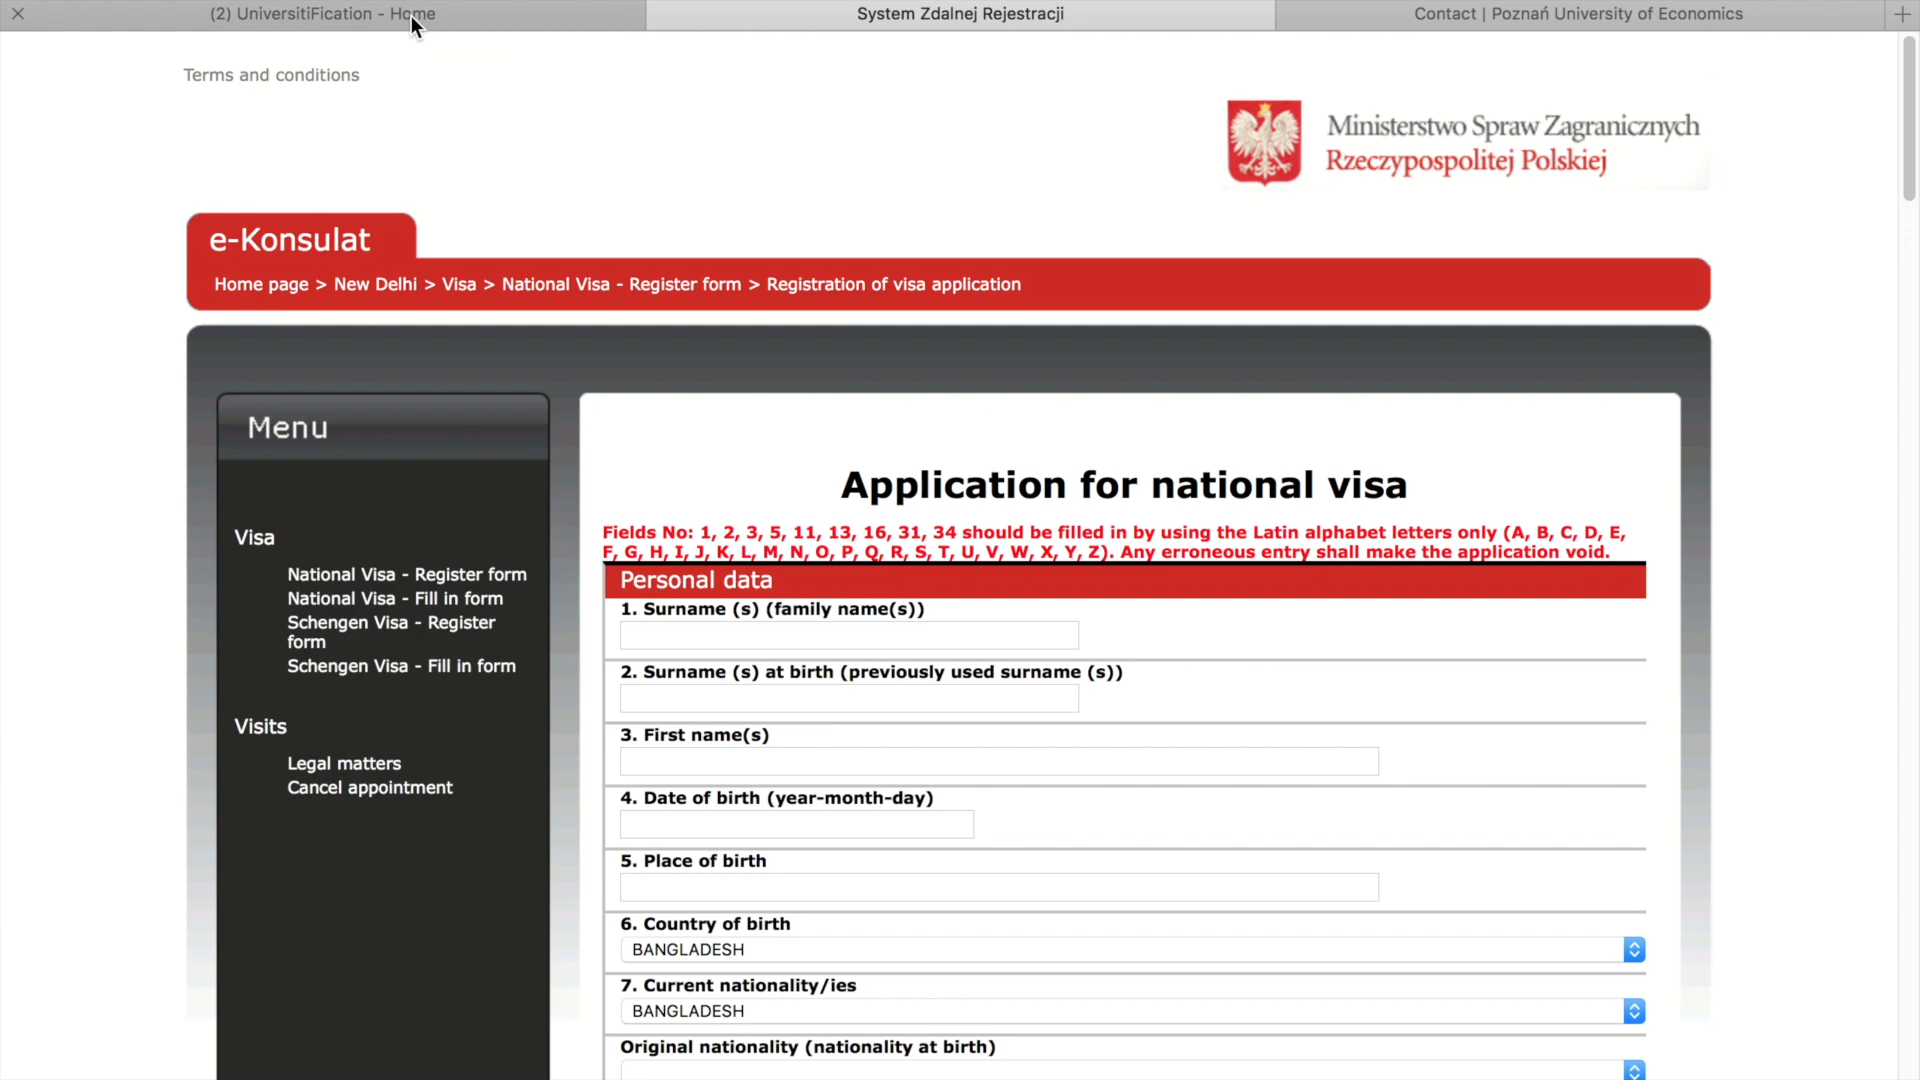 (2) UniversitiFication - Home
System Zdalnej Rejestracji
Contact | Poznań University of Economics
Terms and conditions
Ministerstwo Spraw Zagranicznych
Rzeczypospolitej Polskiej
e-Konsulat
Home page > New Delhi > Visa > National Visa - Register form > Registration of visa application
Menu
Visa
National Visa - Register form
National Visa - Fill in form
Schengen Visa - Register
form
Schengen Visa - Fill in form
Visits
Legal matters
Cancel appointment
Application for national visa
Fields No: 1, 2, 3, 5, 11, 13, 16, 31, 34 should be filled in by using the Latin alphabet letters only (A, B, C, D, E,
F, G, H, I, J, K, L, M, N, O, P, Q, R, S, T, U, V, W, X, Y, Z). Any erroneous entry shall make the application void.
Personal data
1. Surname (s) (family name(s))
2. Surname (s) at birth (previously used surname (s))
3. First name(s)
4. Date of birth (year-month-day)
5. Place of birth
6. Country of birth
BANGLADESH
7. Current nationality/ies
BANGLADESH
Original nationality (nationality at birth)